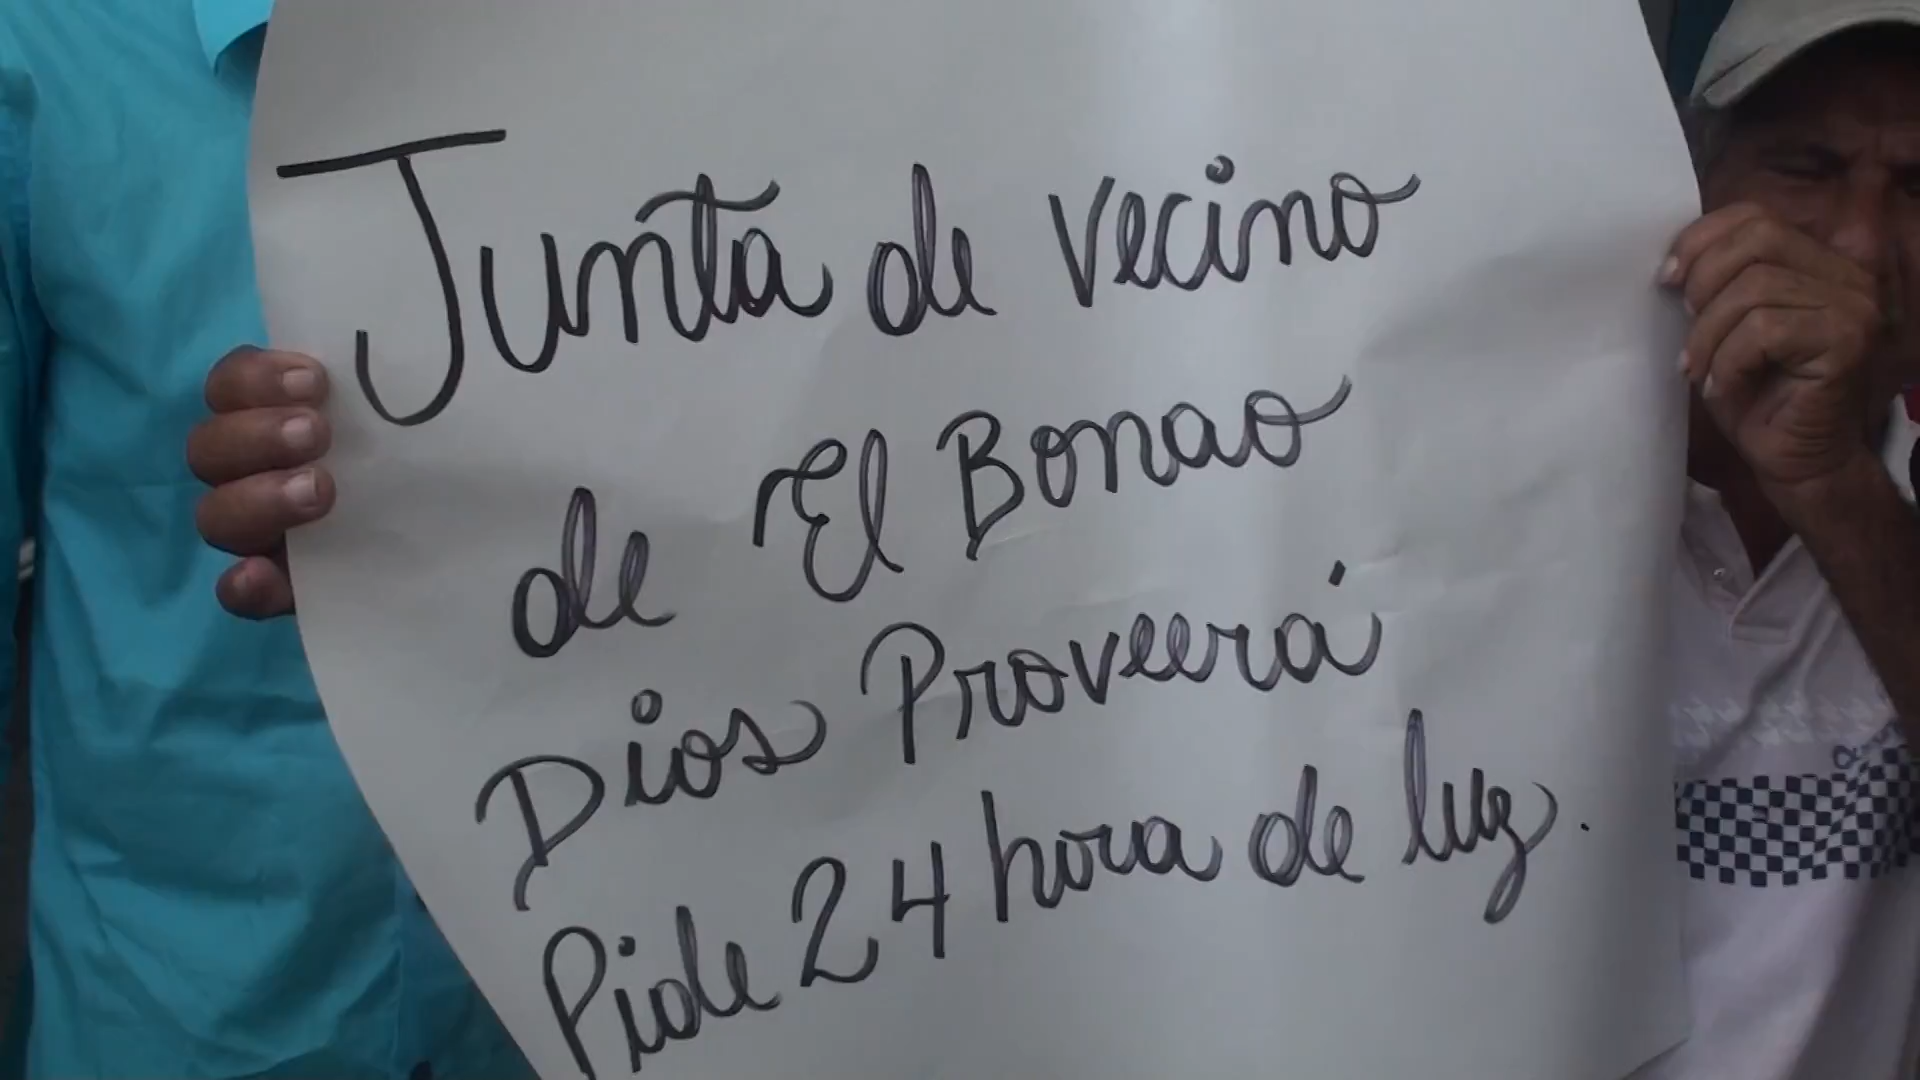 Junta de vecino
de El Bonao
Dios Proveerá
Pide 24 hora de luz.